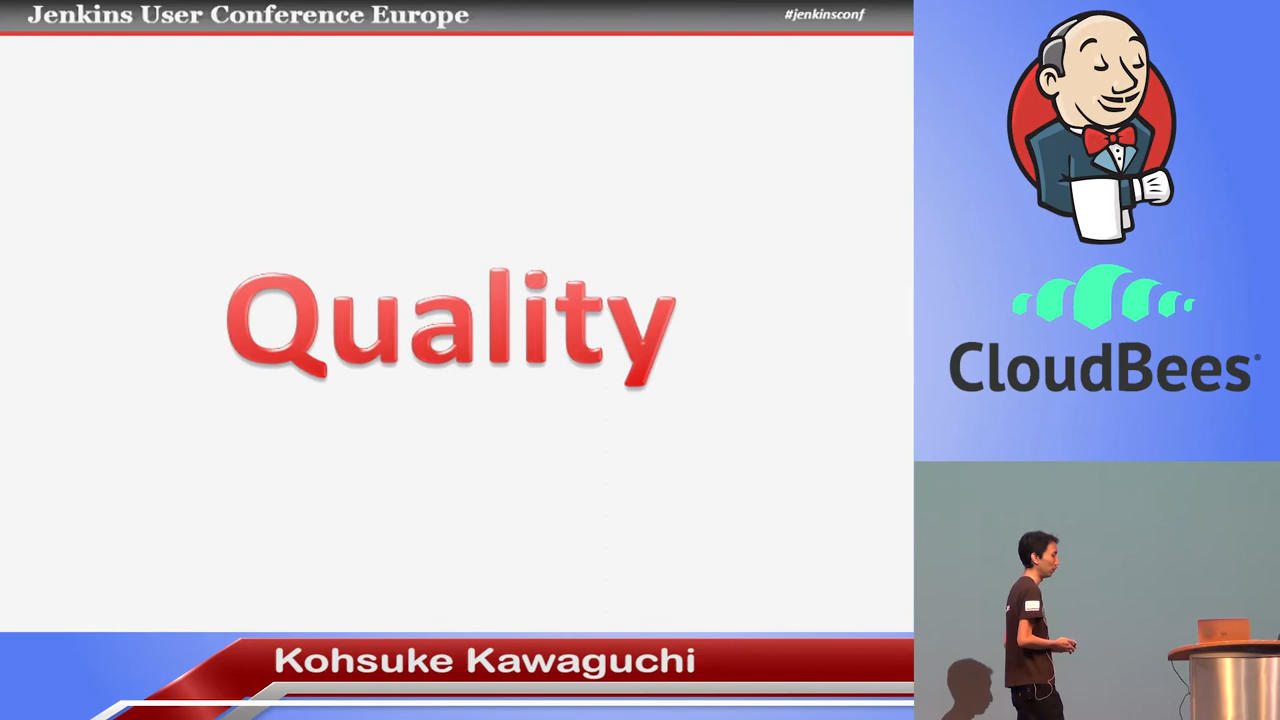 Jenkins User Conference Europe
#jenkinsconf
Quality
CloudBees
Kohsuke Kawaguchi